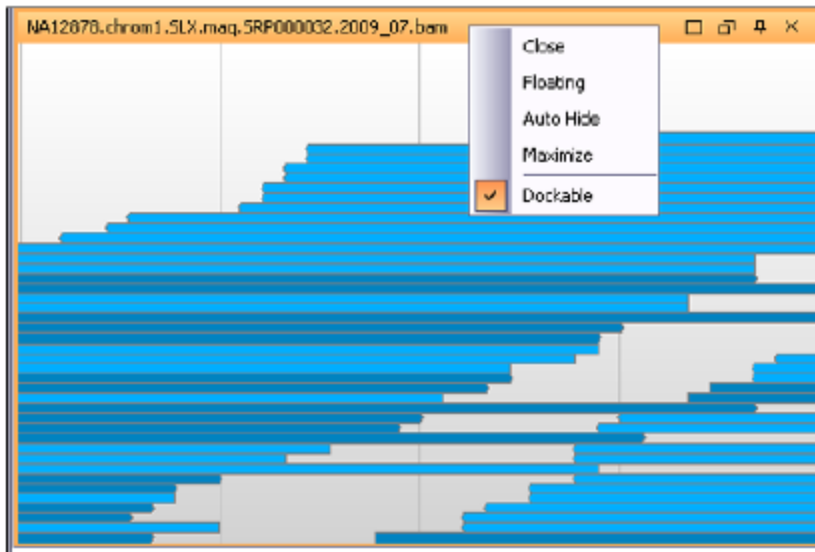 NA12878.chrom1.SLX.maq.SRP000032.2009_07.bam
Close
Floating
Auto Hide
Maximize
Dockable